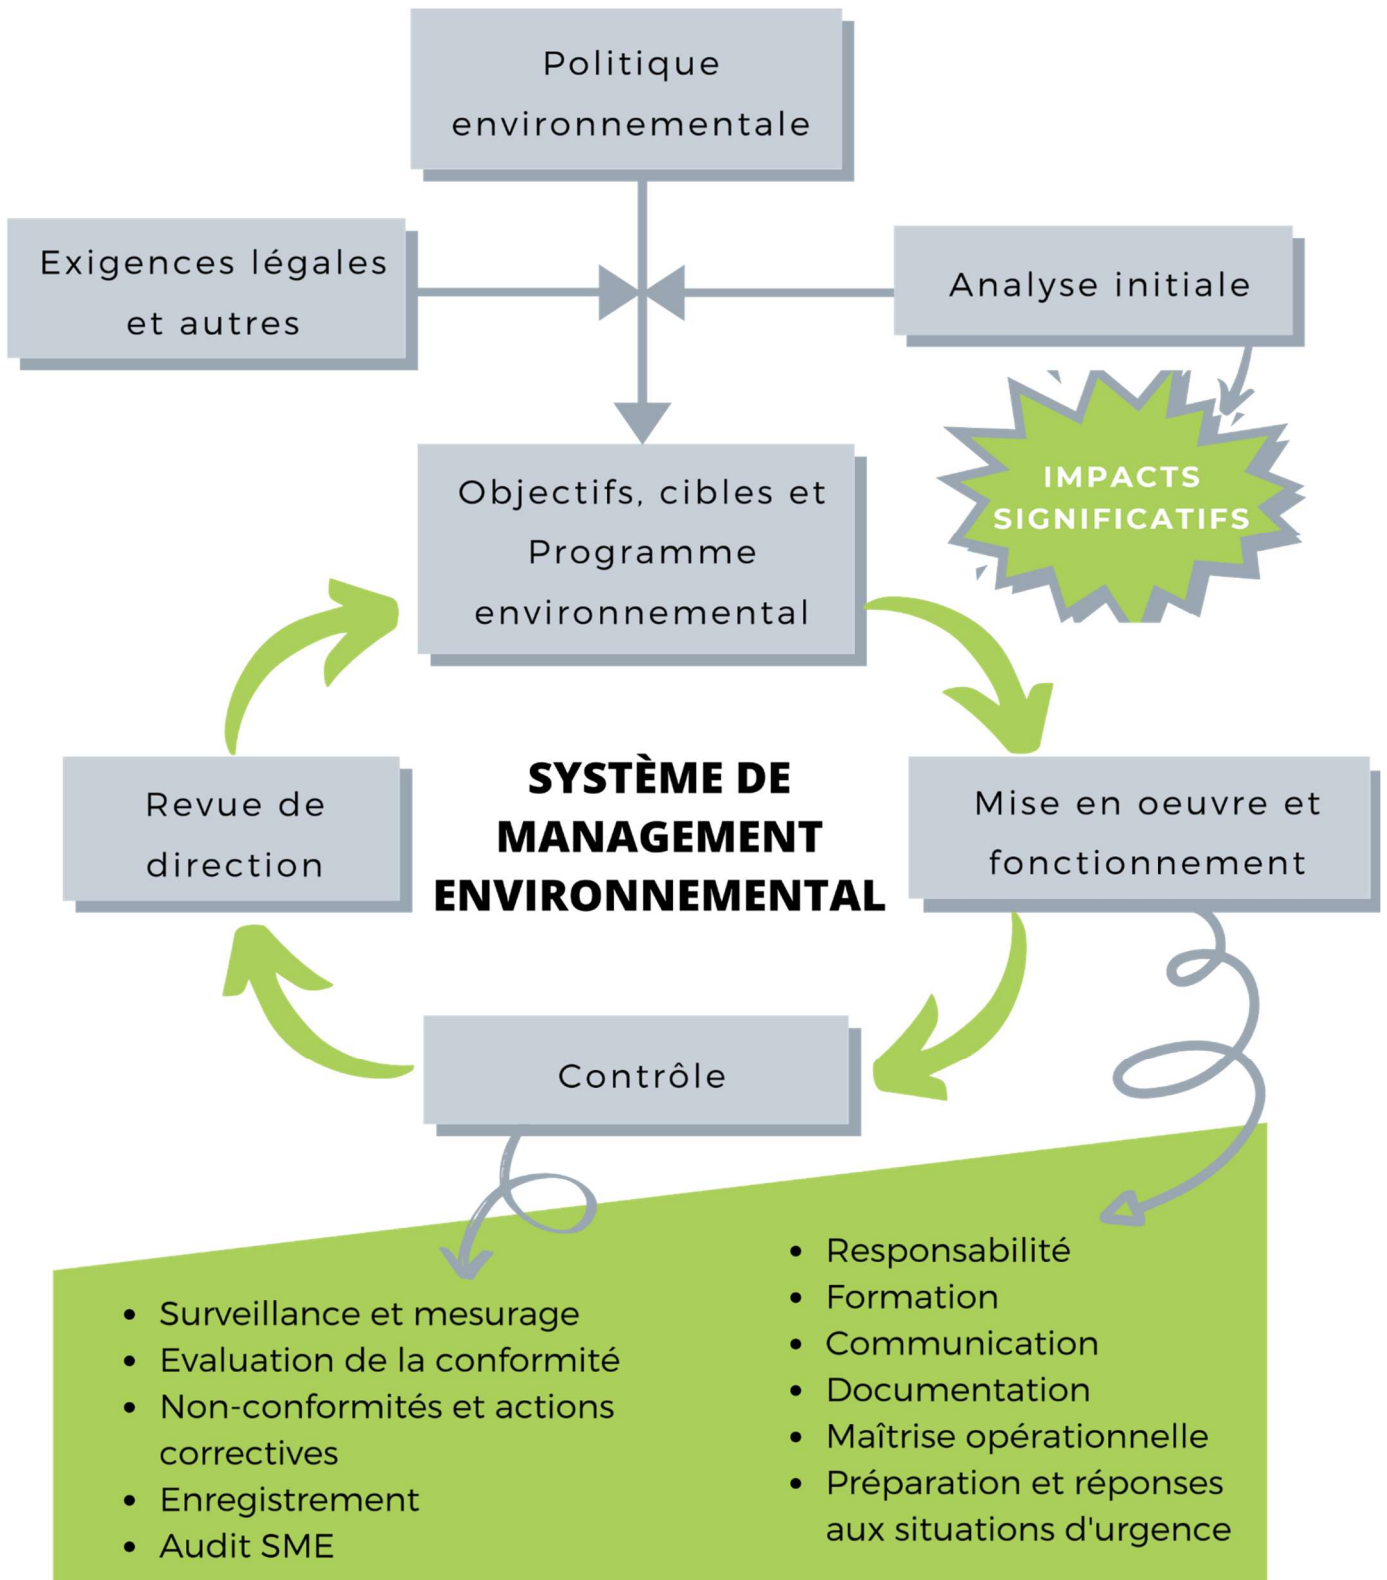 Politique
environnementale
Exigences légales
et autres
Analyse initiale
IMPACTS
SIGNIFICATIFS
Objectifs, cibles et
Programme
environnemental
SYSTÈME DE
MANAGEMENT
ENVIRONNEMENTAL
Revue de
direction
Mise en oeuvre et
fonctionnement
Contrôle
• Surveillance et mesurage
• Evaluation de la conformité
• Non-conformités et actions
correctives
• Enregistrement
• Audit SME
• Responsabilité
• Formation
• Communication
• Documentation
• Maîtrise opérationnelle
• Préparation et réponses
aux situations d'urgence